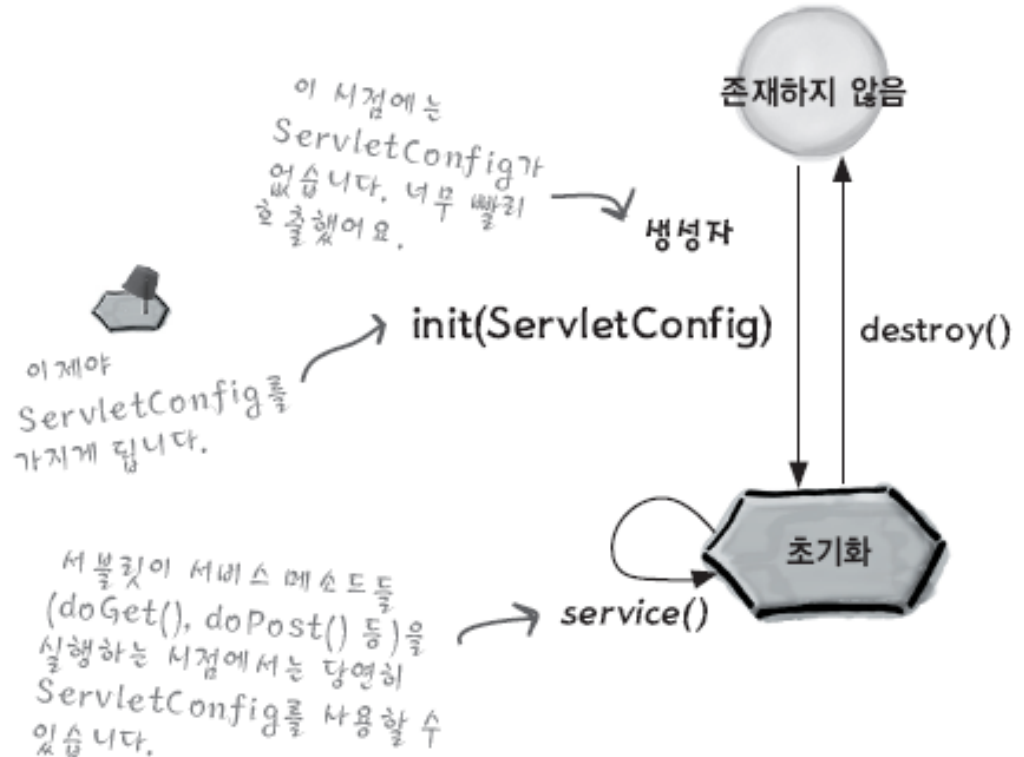 존재하지 않음
이 시점에는
ServletConfig가
없습니다. 너무 빨리
호출했어요.
생성자
init(ServletConfig)
destroy()
이제야
ServletConfig를
가지게 됩니다.
초기화
서블릿이 서비스 메소드들
(doGet(), doPost() 등)을
실행하는 시점에서는 당연히
ServletConfig를 사용할 수
있습니다.
service()